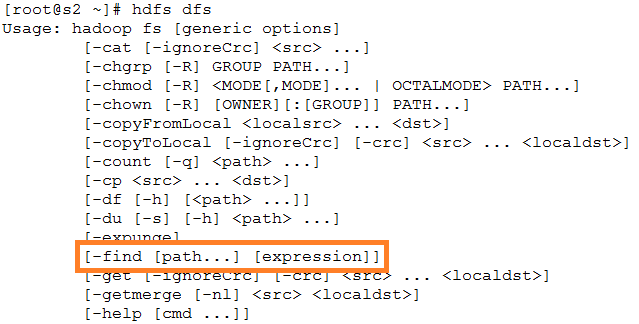 [root@s2 ~]# hdfs dfs
Usage: hadoop fs [generic options]
[-cat [-ignoreCrc] <src> ...]
[-chgrp [-R] GROUP PATH...]
[-chmod [-R] <MODE[,MODE]... | OCTALMODE> PATH...]
[-chown [-R] [OWNER][:[GROUP]] PATH...]
[-copyFromLocal <localsrc> ... <dst>]
[-copyToLocal [-ignoreCrc] [-crc] <src> ... <localdst>]
[-count [-q] <path> ...]
[-cp <src> ... <dst>]
[-df [-h] [<path> ...]]
[-du [-s] [-h] <path> ...]
[-expunge]
[-find [path...] [expression]]
[-get [-ignoreCrc] [-crc] <src> ... <localdst>]
[-getmerge [-nl] <src> <localdst>]
[-help [cmd ...]]